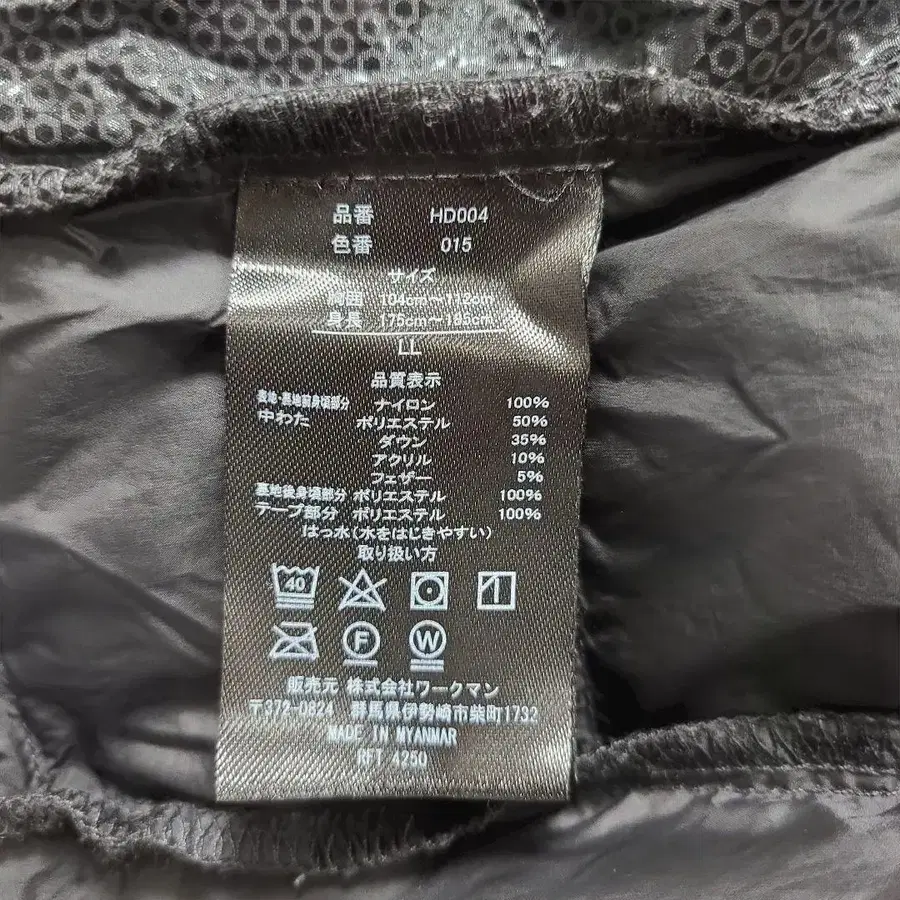 品番 HD004
色番 015
サイズ
胸囲 104cm～112cm
身長 175cm～185cm
LL
品質表示
表地・裏地前身頃部分 ナイロン 100%
中わた ポリエステル 50%
ダウン 35%
アクリル 10%
フェザー 5%
裏地後身頃部分 ポリエステル 100%
テープ部分 ポリエステル 100%
はっ水(水をはじきやすい)
取り扱い方
40
F W
販売元 株式会社ワークマン
〒372-0824 群馬県伊勢崎市柴町1732
MADE IN MYANMAR
RFT 4250